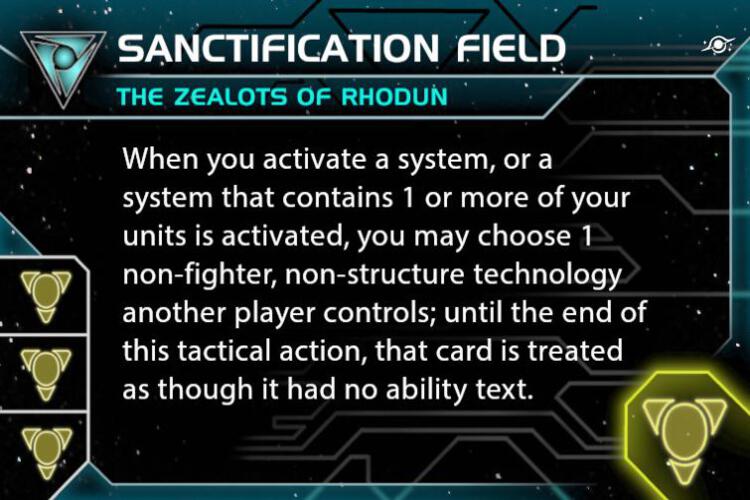 SANCTIFICATION FIELD
THE ZEALOTS OF RHODUN
When you activate a system, or a
system that contains 1 or more of your
units is activated, you may choose 1
non-fighter, non-structure technology
another player controls; until the end of
this tactical action, that card is treated
as though it had no ability text.